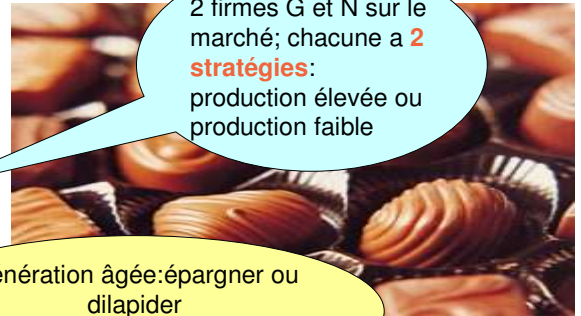 2 firmes G et N sur le
marché; chacune a 2
stratégies:
production élevée ou
production faible
énération âgée:épargner ou
dilapider